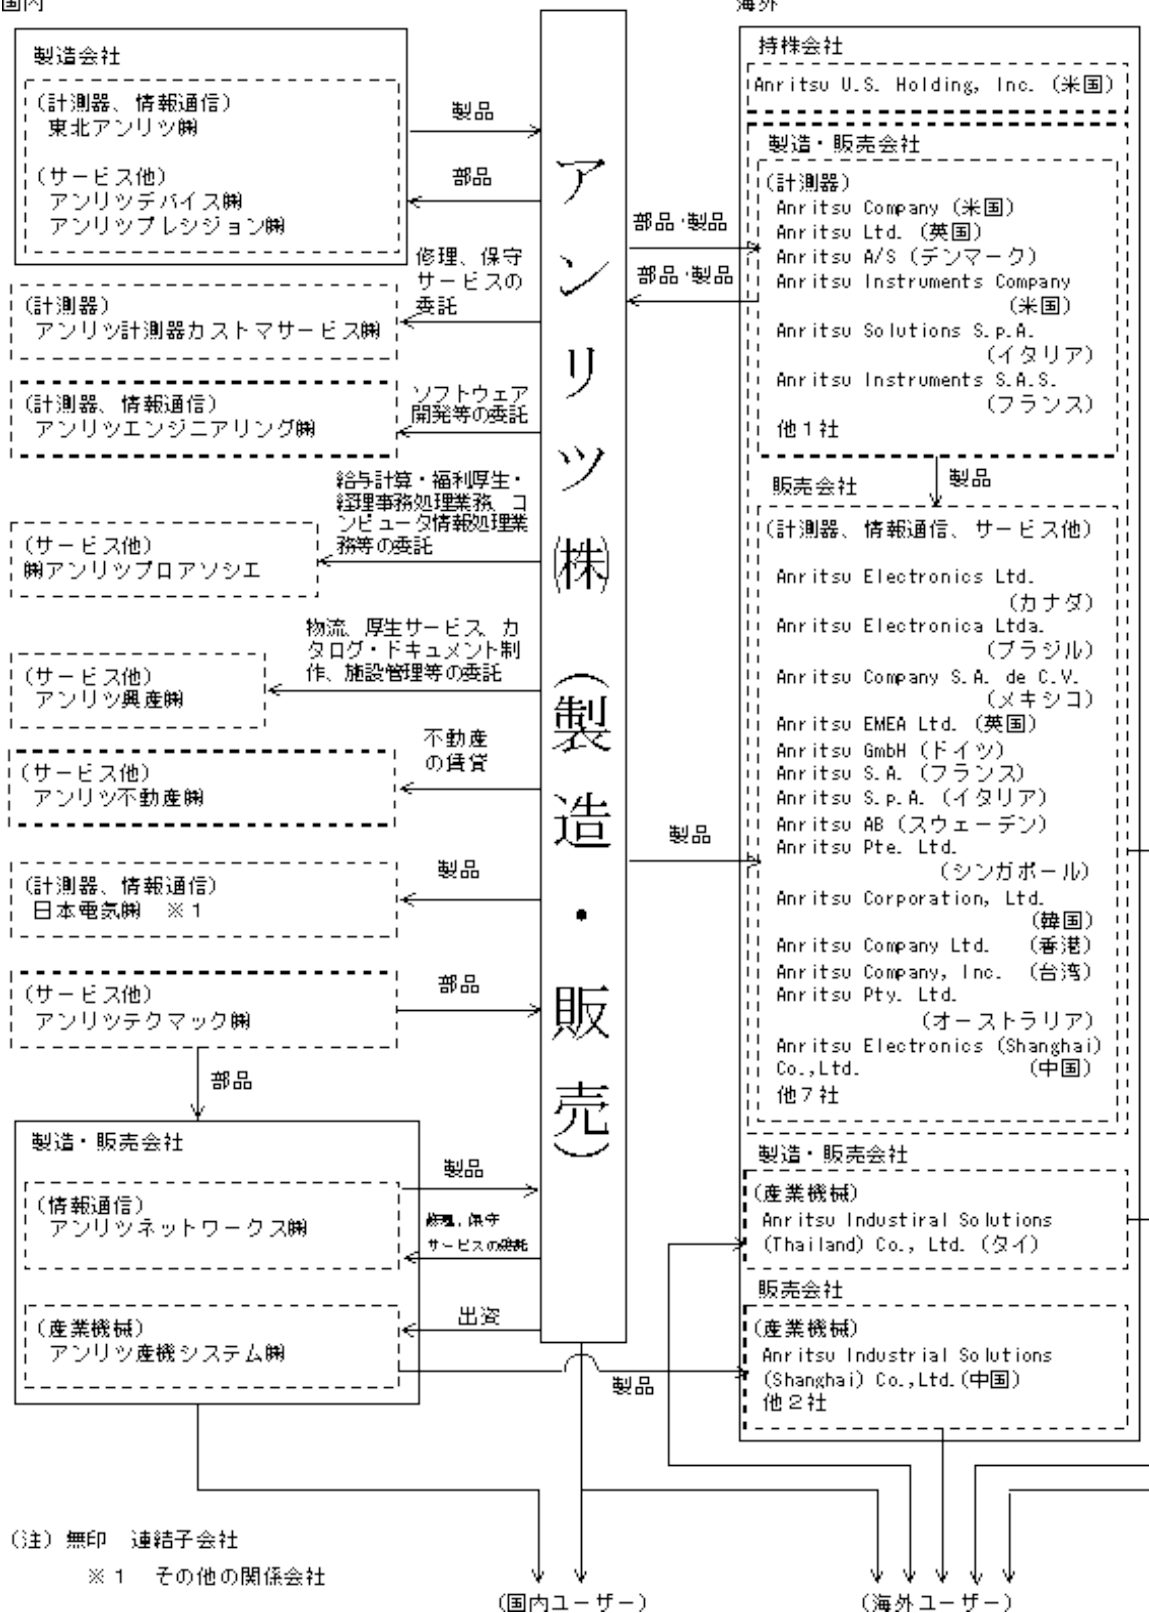 国内
製造会社
(計測器、情報通信)
東北アンリツ㈱
(サービス他)
アンリツデバイス㈱
アンリツプレシジョン㈱
(計測器)
アンリツ計測器カストマサービス㈱
(計測器、情報通信)
アンリツエンジニアリング㈱
(サービス他)
㈱アンリツプロアソシエ
(サービス他)
アンリツ興産㈱
(サービス他)
アンリツ不動産㈱
(計測器、情報通信)
日本電気㈱ ※1
(サービス他)
アンリツテクマック㈱
部品
製造・販売会社
(情報通信)
アンリツネットワークス㈱
(産業機械)
アンリツ産機システム㈱
製品
部品
修理、保守
サービスの
委託
ソフトウェア
開発等の委託
給与計算・福利厚生・
経理事務処理業務、コ
ンピュータ情報処理業
務等の委託
物流、厚生サービス、カ
タログ・ドキュメント制
作、施設管理等の委託
不動産
の賃貸
製品
部品
製品
修理、保守
サービスの委託
出資
製品
アンリツ(株)(製造・販売)
部品・製品
部品・製品
製品
海外
持株会社
Anritsu U.S. Holding, Inc. (米国)
製造・販売会社
(計測器)
Anritsu Company (米国)
Anritsu Ltd. (英国)
Anritsu A/S (デンマーク)
Anritsu Instruments Company
(米国)
Anritsu Solutions S.p.A.
(イタリア)
Anritsu Instruments S.A.S.
(フランス)
他1社
製品
販売会社
(計測器、情報通信、サービス他)
Anritsu Electronics Ltd.
(カナダ)
Anritsu Electronica Ltda.
(ブラジル)
Anritsu Company S.A. de C.V.
(メキシコ)
Anritsu EMEA Ltd. (英国)
Anritsu GmbH (ドイツ)
Anritsu S.A. (フランス)
Anritsu S.p.A. (イタリア)
Anritsu AB (スウェーデン)
Anritsu Pte. Ltd.
(シンガポール)
Anritsu Corporation, Ltd.
(韓国)
Anritsu Company Ltd. (香港)
Anritsu Company, Inc. (台湾)
Anritsu Pty. Ltd.
(オーストラリア)
Anritsu Electronics (Shanghai)
Co.,Ltd. (中国)
他7社
製造・販売会社
(産業機械)
Anritsu Industiral Solutions
(Thailand) Co., Ltd. (タイ)
販売会社
(産業機械)
Anritsu Industrial Solutions
(Shanghai) Co.,Ltd.(中国)
他2社
(注) 無印 連結子会社
※1 その他の関係会社
(国内ユーザー)
(海外ユーザー)